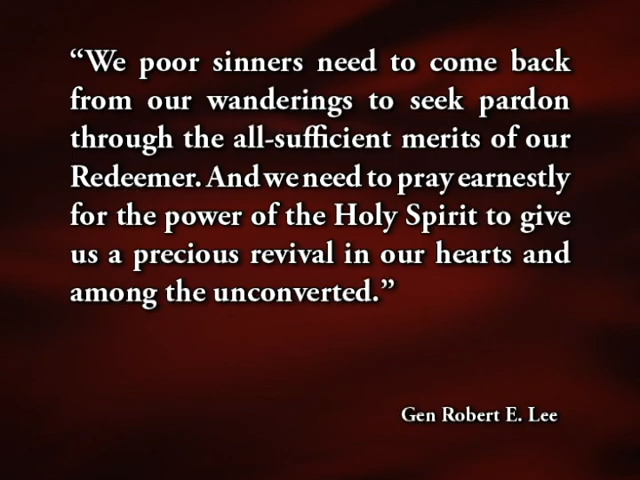 “We poor sinners need to come back
from our wanderings to seek pardon
through the all-sufficient merits of our
Redeemer. And we need to pray earnestly
for the power of the Holy Spirit to give
us a precious revival in our hearts and
among the unconverted.”
Gen Robert E. Lee